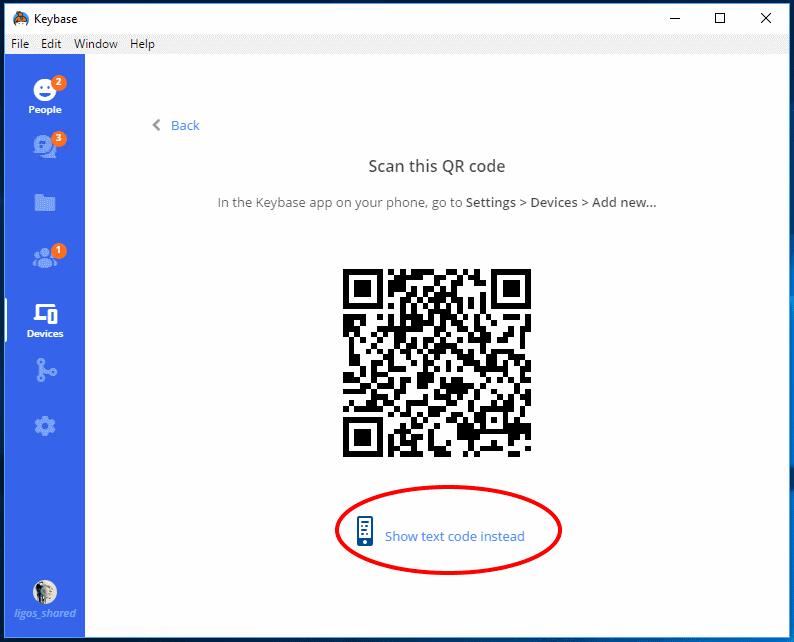 Keybase
File Edit Window Help
2
People
3
1
Devices
ligos_shared
Back
Scan this QR code
In the Keybase app on your phone, go to Settings > Devices > Add new...
Show text code instead